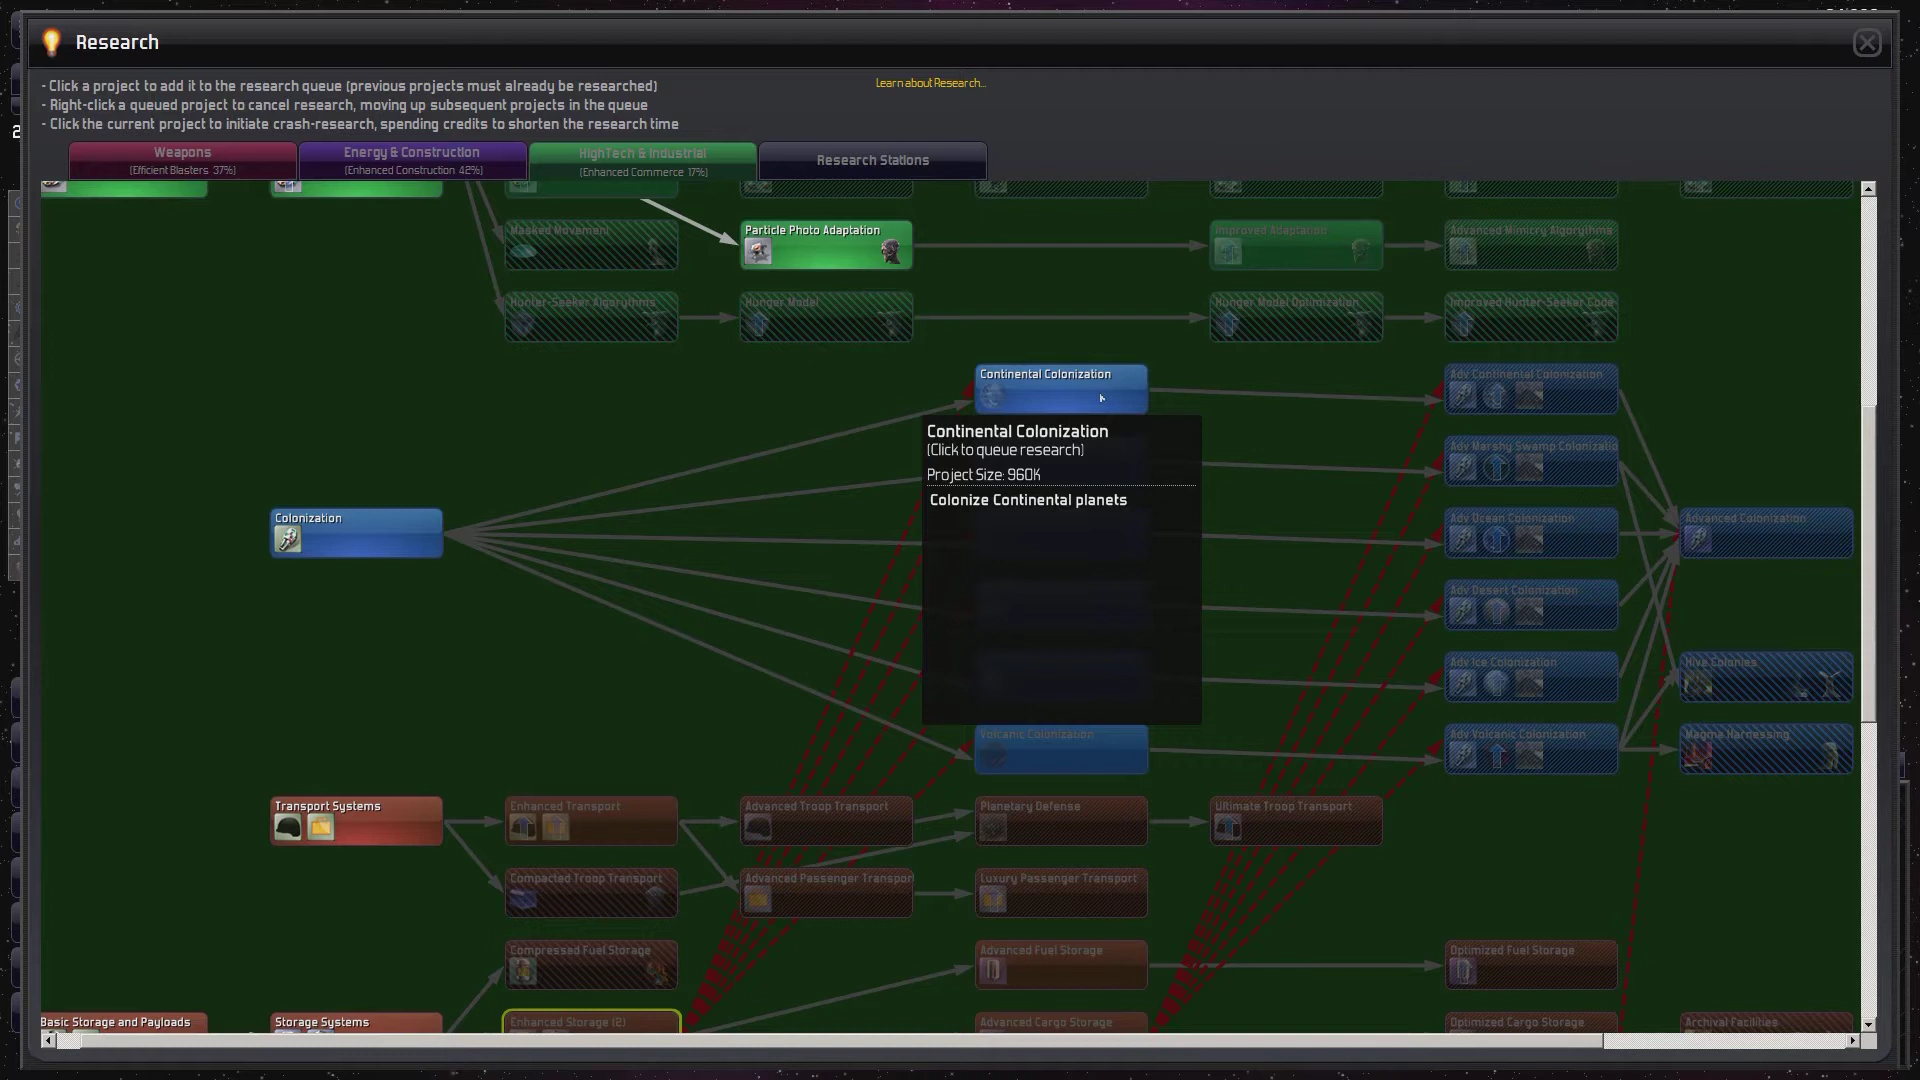 Research
- Click a project to add it to the research queue (previous projects must already be researched)
- Right-click a queued project to cancel research, moving up subsequent projects in the queue
- Click the current project to initiate crash-research, spending credits to shorten the research time
Learn about Research...
Weapons
(Efficient Blasters 37%)
Energy & Construction
(Enhanced Construction 42%)
HighTech & Industrial
(Enhanced Commerce 17%)
Research Stations
Masked Movement
Particle Photo Adaptation
Improved Adaptation
Advanced Mimicry Algorithms
Hunter-Seeker Algorythms
Hunger Model
Hunger Model Optimization
Improved Hunter-Seeker Code
Continental Colonization
Adv Continental Colonization
Continental Colonization
(Click to queue research)
Project Size: 960K
Colonize Continental planets
Adv Marshy Swamp Colonizatio
Colonization
Adv Ocean Colonization
Advanced Colonization
Adv Desert Colonization
Adv Ice Colonization
Hive Colonies
Volcanic Colonization
Adv Volcanic Colonization
Magma Harnessing
Transport Systems
Enhanced Transport
Advanced Troop Transport
Planetary Defense
Ultimate Troop Transport
Compacted Troop Transport
Advanced Passenger Transpor
Luxury Passenger Transport
Compressed Fuel Storage
Advanced Fuel Storage
Optimized Fuel Storage
Basic Storage and Payloads
Storage Systems
Enhanced Storage (2)
Advanced Cargo Storage
Optimized Cargo Storage
Archival Facilities